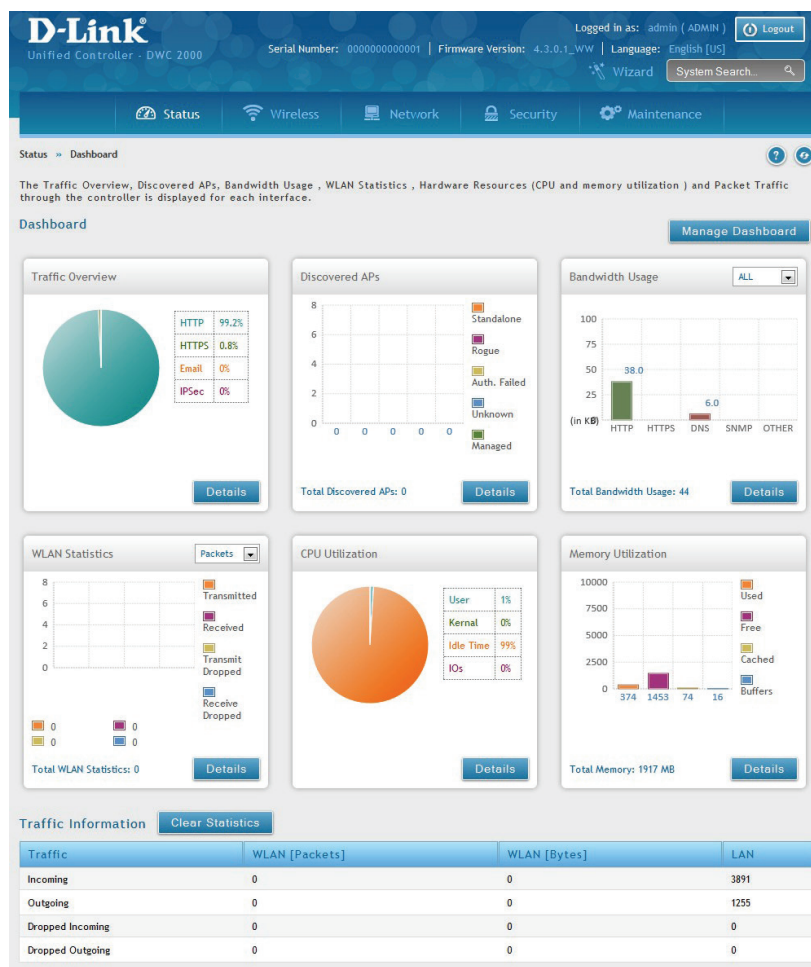 D-Link®
Unified Controller - DWC 2000
Logged in as: admin ( ADMIN ) Logout
Serial Number: 0000000000001 | Firmware Version: 4.3.0.1_WW | Language: English [US]
Wizard System Search...
Status Wireless Network Security Maintenance
Status » Dashboard
The Traffic Overview, Discovered APs, Bandwidth Usage , WLAN Statistics , Hardware Resources (CPU and memory utilization ) and Packet Traffic
through the controller is displayed for each interface.
Dashboard
Manage Dashboard
Traffic Overview
HTTP 99.2%
HTTPS 0.8%
Email 0%
IPSec 0%
Details
Discovered APs
8
6
4
2
0
0 0 0 0 0
Standalone
Rogue
Auth. Failed
Unknown
Managed
Total Discovered APs: 0 Details
Bandwidth Usage ALL
100
75
50
25
0
(in KB)
38.0
6.0
HTTP HTTPS DNS SNMP OTHER
Total Bandwidth Usage: 44 Details
WLAN Statistics Packets
8
6
4
2
0
Transmitted
Received
Transmit
Dropped
Receive
Dropped
0 0
0 0
Total WLAN Statistics: 0 Details
CPU Utilization
User 1%
Kernal 0%
Idle Time 99%
IOs 0%
Details
Memory Utilization
10000
7500
5000
2500
0
374 1453 74 16
Used
Free
Cached
Buffers
Total Memory: 1917 MB Details
Traffic Information Clear Statistics
Traffic WLAN [Packets] WLAN [Bytes] LAN
Incoming 0 0 3891
Outgoing 0 0 1255
Dropped Incoming 0 0 0
Dropped Outgoing 0 0 0